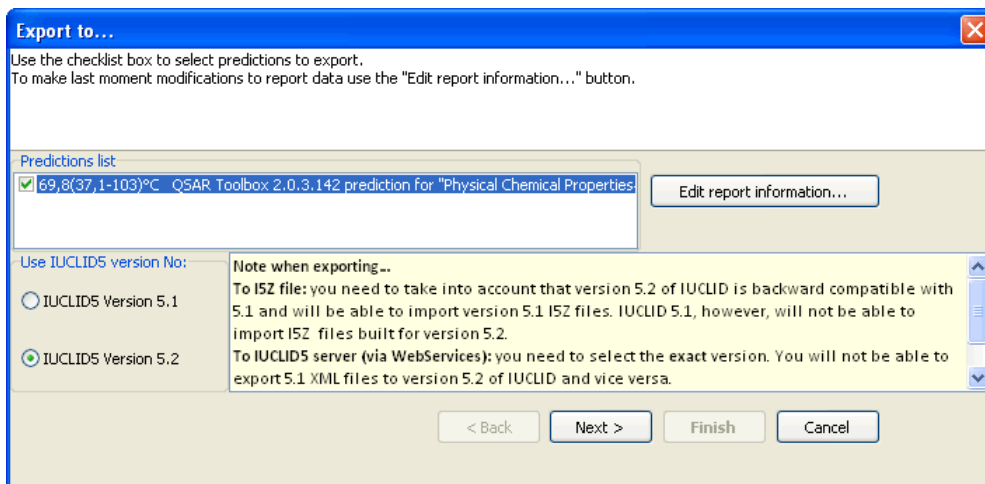 Export to...
Use the checklist box to select predictions to export.
To make last moment modifications to report data use the "Edit report information..." button.
Predictions list
69,8(37,1-103)°C QSAR Toolbox 2.0.3.142 prediction for "Physical Chemical Properties
Edit report information...
Use IUCLID5 version No:
IUCLID5 Version 5.1
IUCLID5 Version 5.2
Note when exporting...
To I5Z file: you need to take into account that version 5.2 of IUCLID is backward compatible with
5.1 and will be able to import version 5.1 I5Z files. IUCLID 5.1, however, will not be able to
import I5Z files built for version 5.2.
To IUCLID5 server (via WebServices): you need to select the exact version. You will not be able to
export 5.1 XML files to version 5.2 of IUCLID and vice versa.
< Back
Next >
Finish
Cancel